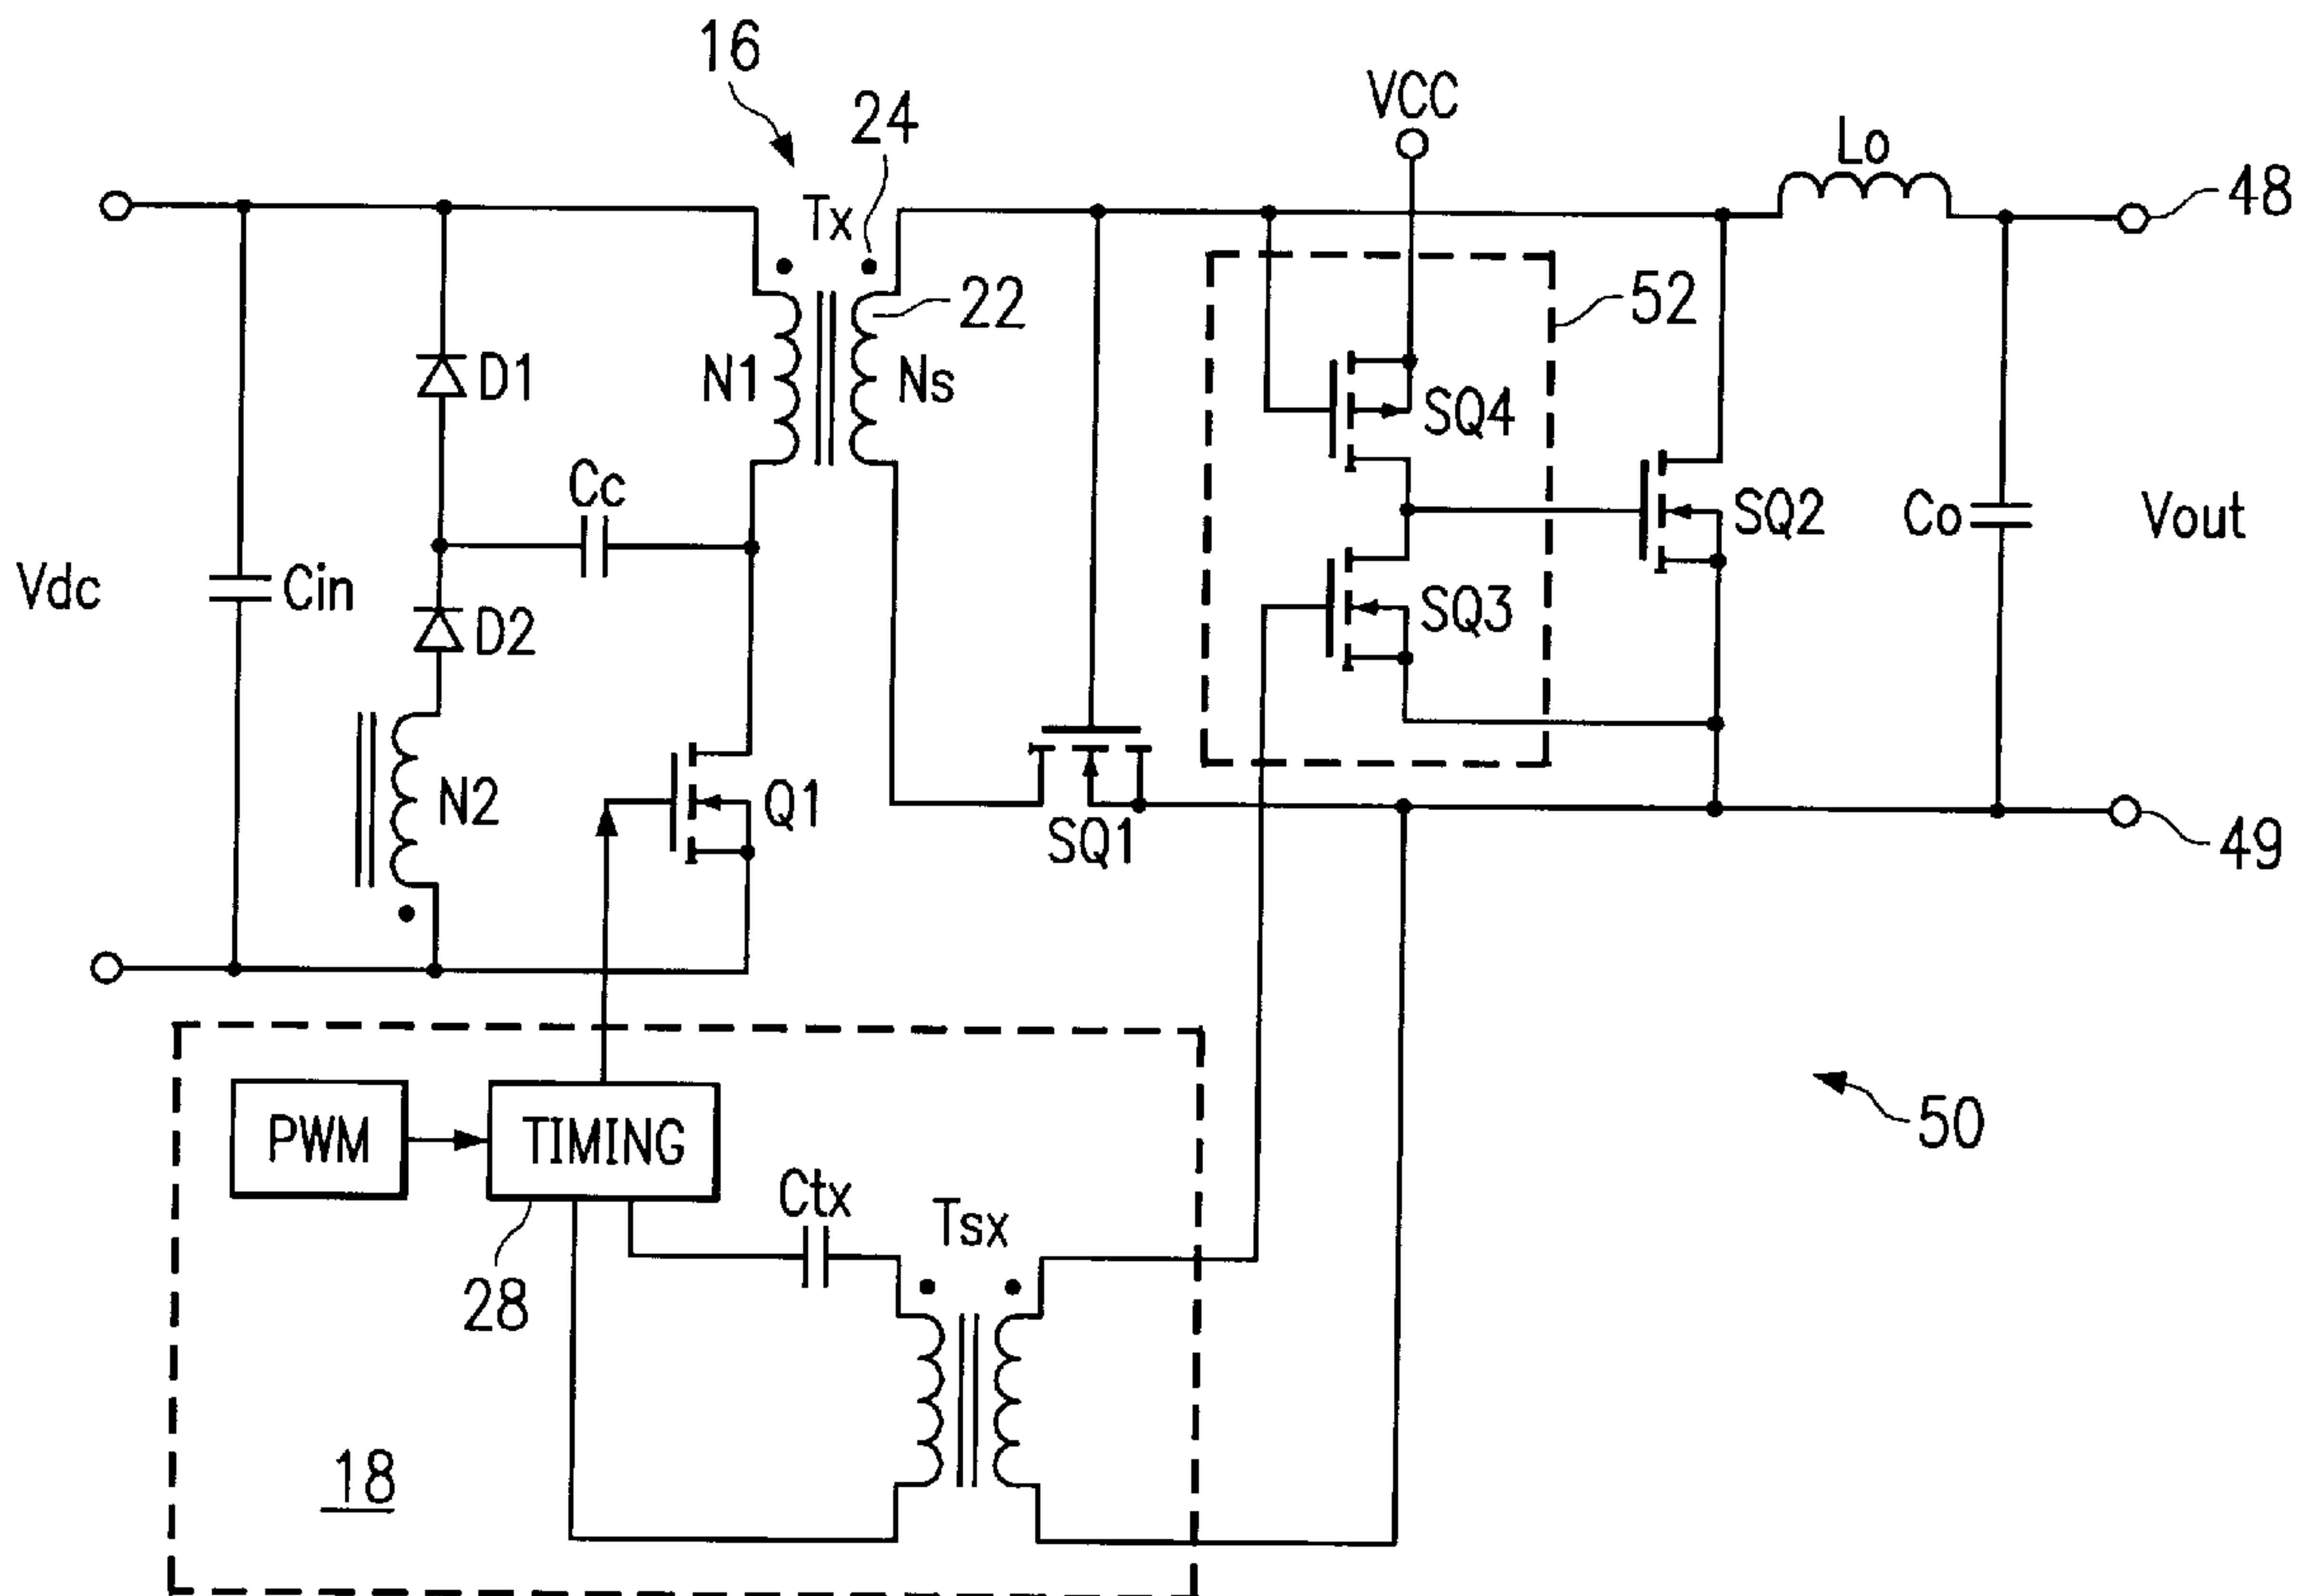 16
24
VCC
Lo
48
Tx
22
52
D1
N1
Ns
SQ4
Cc
SQ2
Co
Vout
Vdc
Cin
D2
SQ3
N2
Q1
SQ1
49
PWM
TIMING
50
Ctx
Tsx
28
18